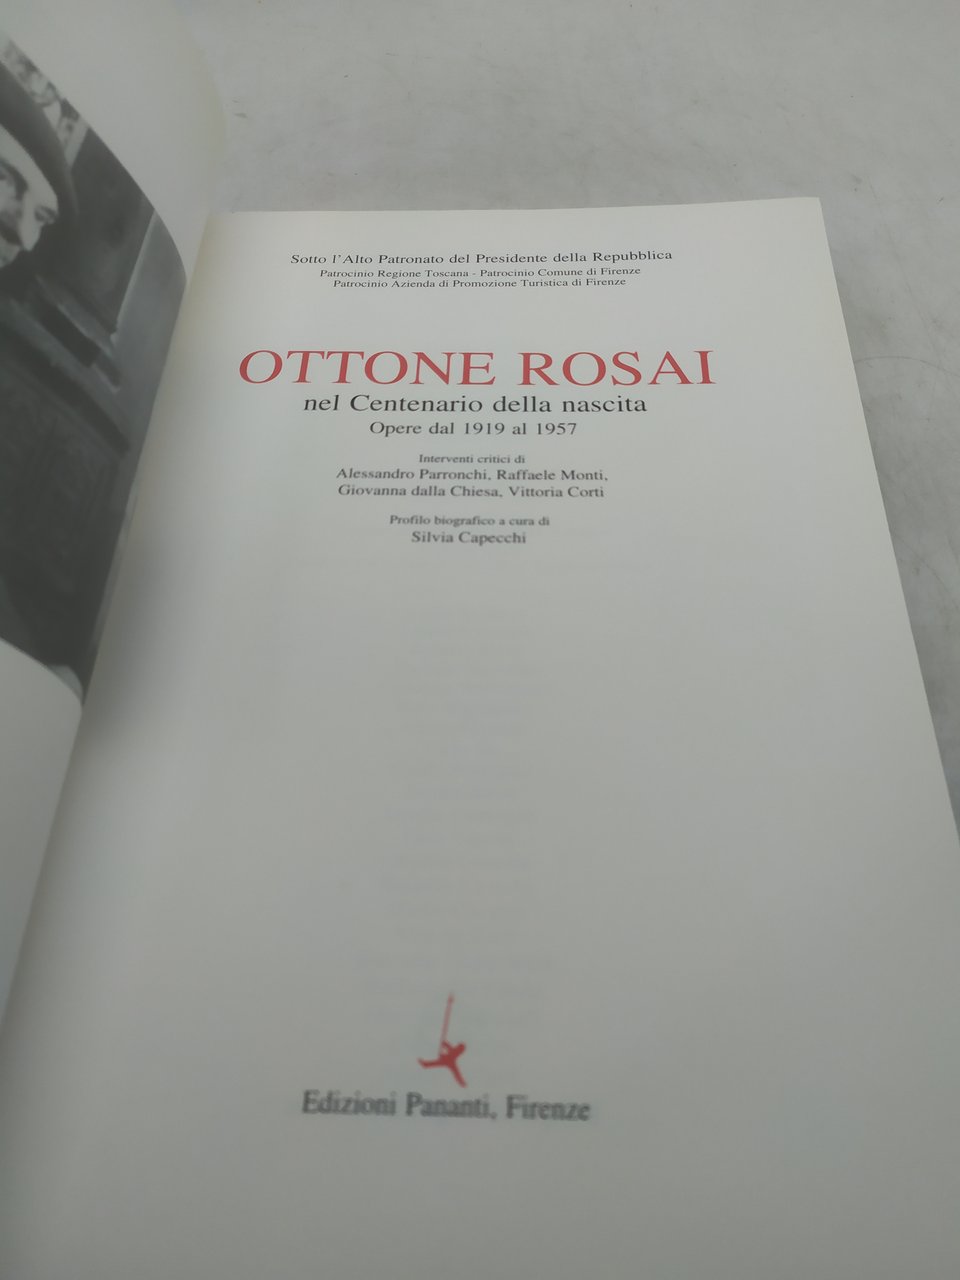 Sotto l'Alto Patronato del Presidente della Repubblica
Patrocinio Regione Toscana - Patrocinio Comune di Firenze
Patrocinio Azienda di Promozione Turistica di Firenze
OTTONE ROSAI
nel Centenario della nascita
Opere dal 1919 al 1957
Interventi critici di
Alessandro Parronchi, Raffaele Monti,
Giovanna dalla Chiesa, Vittoria Corti
Profilo biografico a cura di
Silvia Capecchi
Edizioni Pananti, Firenze